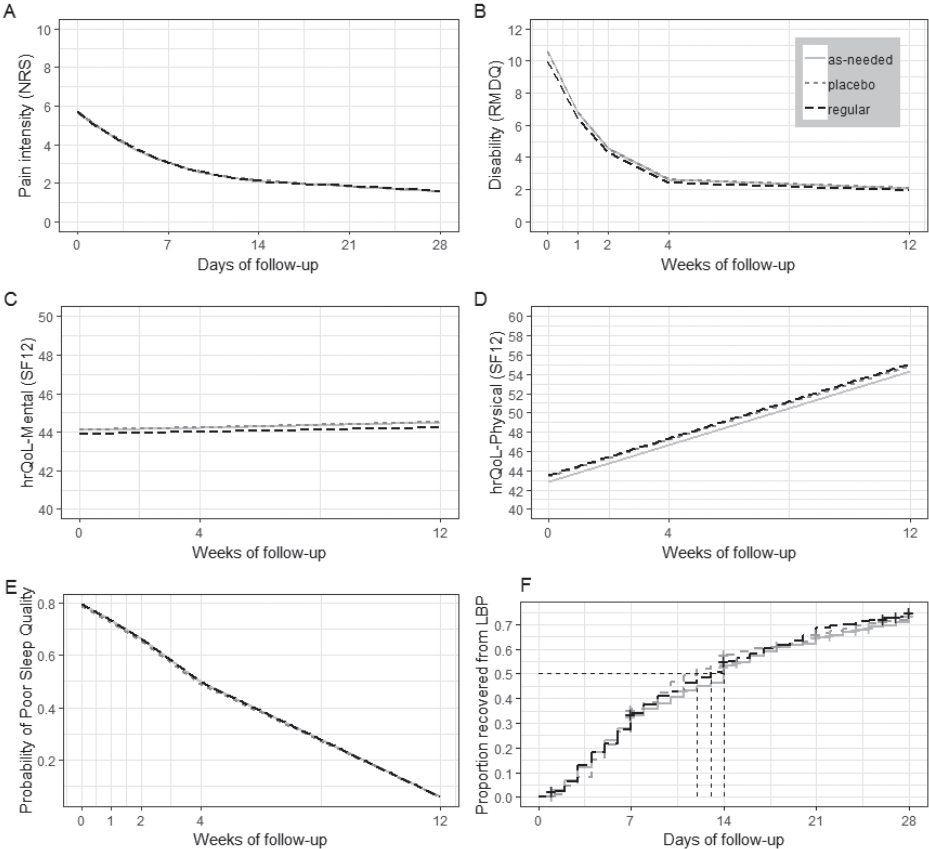 A
Pain intensity (NRS)
10
8
6
4
2
0
0 7 14 21 28
Days of follow-up
B
Disability (RMDQ)
12
10
8
6
4
2
0
as-needed
placebo
regular
0 1 2 4 12
Weeks of follow-up
C
hrQoL-Mental (SF12)
50
48
46
44
42
40
0 4 12
Weeks of follow-up
D
hrQoL-Physical (SF12)
60
58
56
54
52
50
48
46
44
42
40
0 4 12
Weeks of follow-up
E
Probability of Poor Sleep Quality
0.8
0.6
0.4
0.2
0 1 2 4 12
Weeks of follow-up
F
Proportion recovered from LBP
0.7
0.6
0.5
0.4
0.3
0.2
0.1
0.0
0 7 14 21 28
Days of follow-up